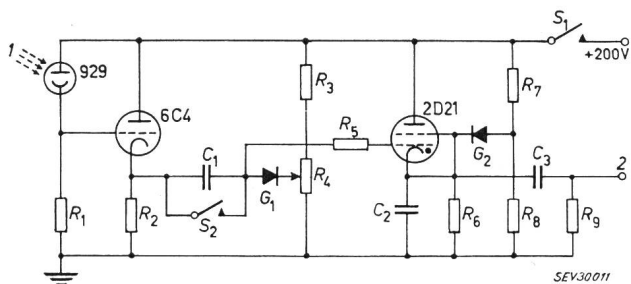 S1
+200V
1
929
6C4
R3
2D21
R7
R5
G2
C3
2
C1
G1
R4
R1
R2
S2
C2
R6
R8
R9
SEV30011